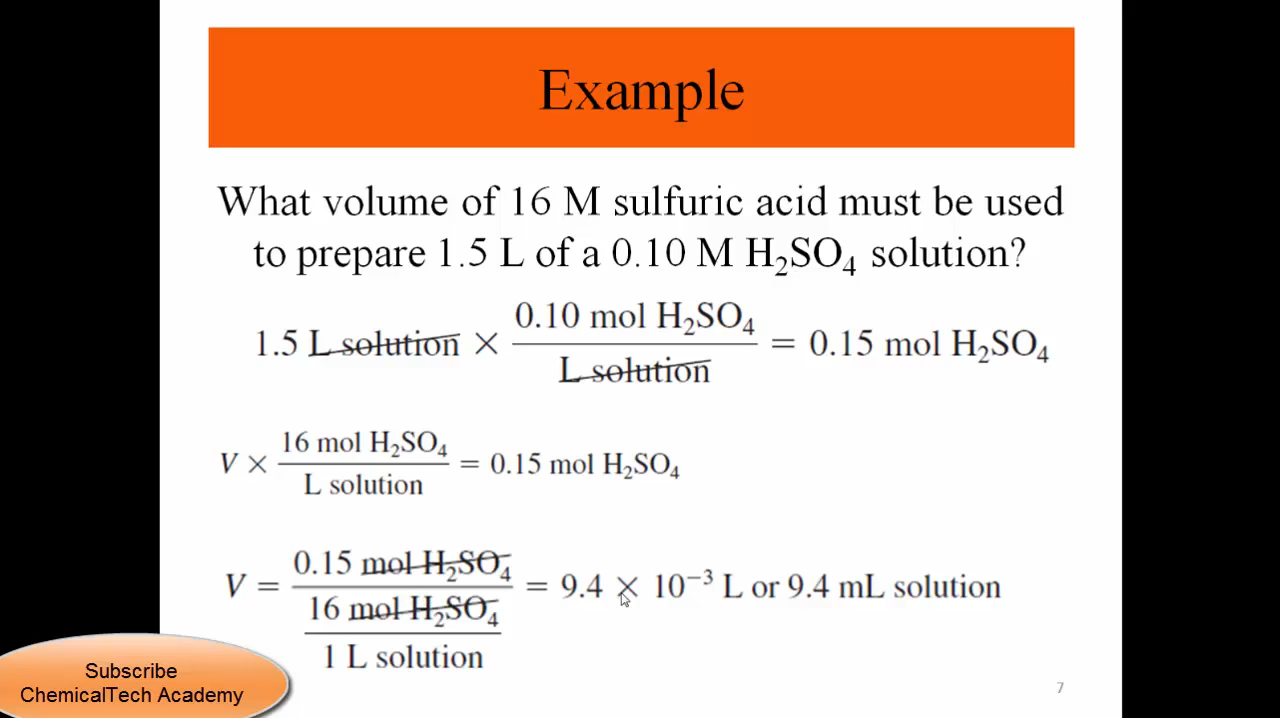 Example
What volume of 16 M sulfuric acid must be used
to prepare 1.5 L of a 0.10 M H₂SO₄ solution?
1.5 L solution × 0.10 mol H₂SO₄ / L solution = 0.15 mol H₂SO₄
V × 16 mol H₂SO₄ / L solution = 0.15 mol H₂SO₄
V = 0.15 mol H₂SO₄ / 16 mol H₂SO₄ / 1 L solution = 9.4 × 10⁻³ L or 9.4 mL solution
Subscribe
ChemicalTech Academy
7